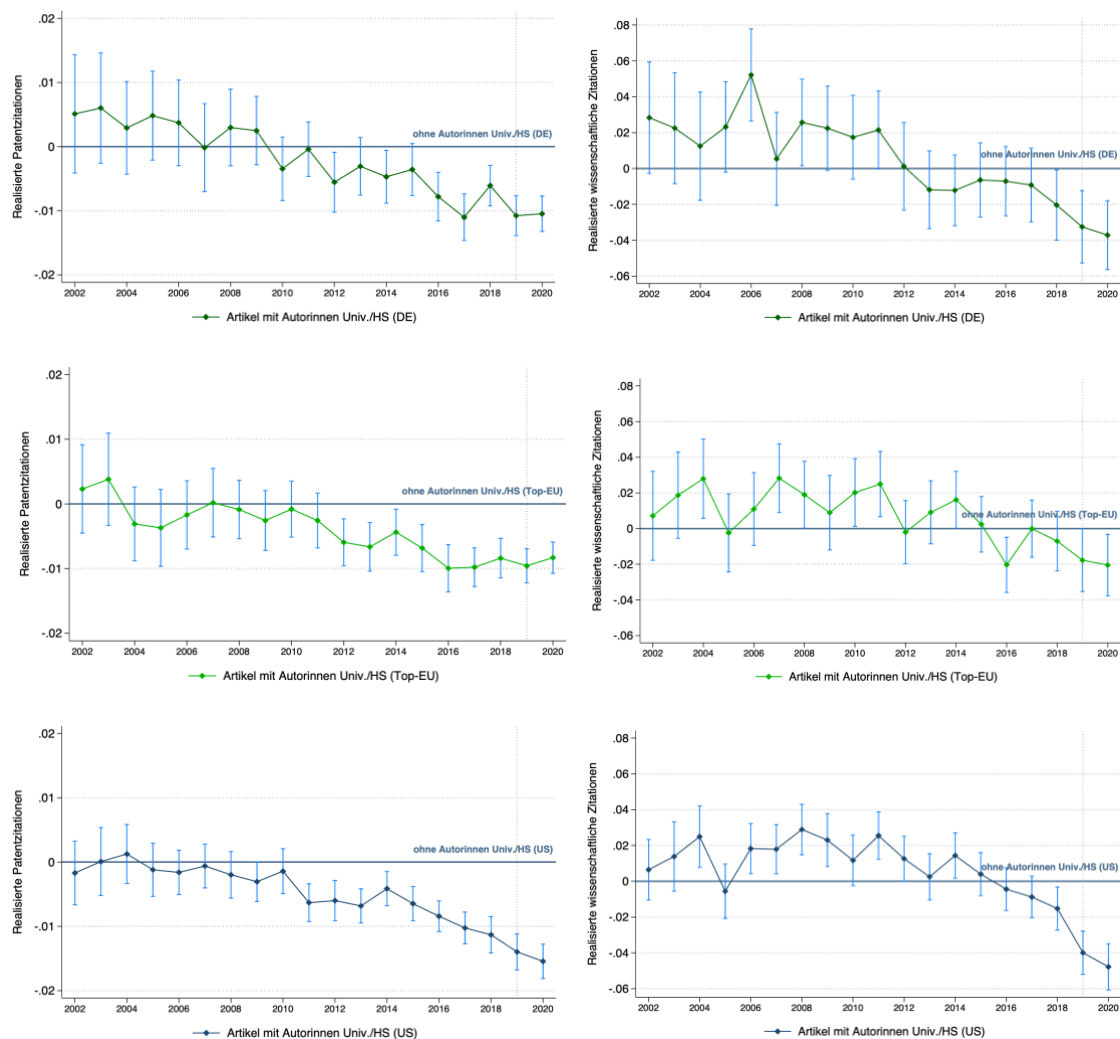 Realisierte Patentzitationen
.02
.01
0
-.01
-.02
ohne Autorinnen Univ./HS (DE)
2002 2004 2006 2008 2010 2012 2014 2016 2018 2020
Artikel mit Autorinnen Univ./HS (DE)
Realisierte wissenschaftliche Zitationen
.08
.06
.04
.02
0
-.02
-.04
-.06
ohne Autorinnen Univ./HS (DE)
2002 2004 2006 2008 2010 2012 2014 2016 2018 2020
Artikel mit Autorinnen Univ./HS (DE)
Realisierte Patentzitationen
.02
.01
0
-.01
-.02
ohne Autorinnen Univ./HS (Top-EU)
2002 2004 2006 2008 2010 2012 2014 2016 2018 2020
Artikel mit Autorinnen Univ./HS (Top-EU)
Realisierte wissenschaftliche Zitationen
.08
.06
.04
.02
0
-.02
-.04
-.06
ohne Autorinnen Univ./HS (Top-EU)
2002 2004 2006 2008 2010 2012 2014 2016 2018 2020
Artikel mit Autorinnen Univ./HS (Top-EU)
Realisierte Patentzitationen
.02
.01
0
-.01
-.02
ohne Autorinnen Univ./HS (US)
2002 2004 2006 2008 2010 2012 2014 2016 2018 2020
Artikel mit Autorinnen Univ./HS (US)
Realisierte wissenschaftliche Zitationen
.08
.06
.04
.02
0
-.02
-.04
-.06
ohne Autorinnen Univ./HS (US)
2002 2004 2006 2008 2010 2012 2014 2016 2018 2020
Artikel mit Autorinnen Univ./HS (US)